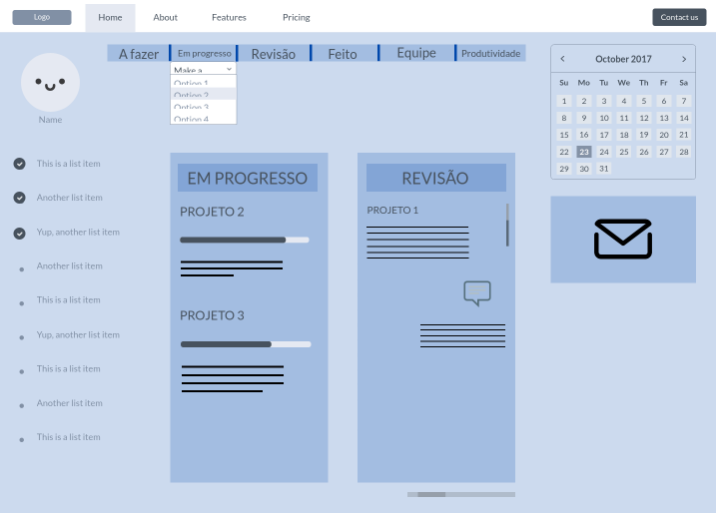 Logo
Home
About
Features
Pricing
Contact us
Name
A fazer
Em progresso
Revisão
Feito
Equipe
Produtividade
Make a
Option 1
Option 2
Option 3
Option 4
October 2017
Su Mo Tu We Th Fr Sa
1 2 3 4 5 6 7
8 9 10 11 12 13 14
15 16 17 18 19 20 21
22 23 24 25 26 27 28
29 30 31
This is a list item
Another list item
Yup, another list item
Another list item
This is a list item
Yup, another list item
This is a list item
Another list item
This is a list item
EM PROGRESSO
PROJETO 2
PROJETO 3
REVISÃO
PROJETO 1